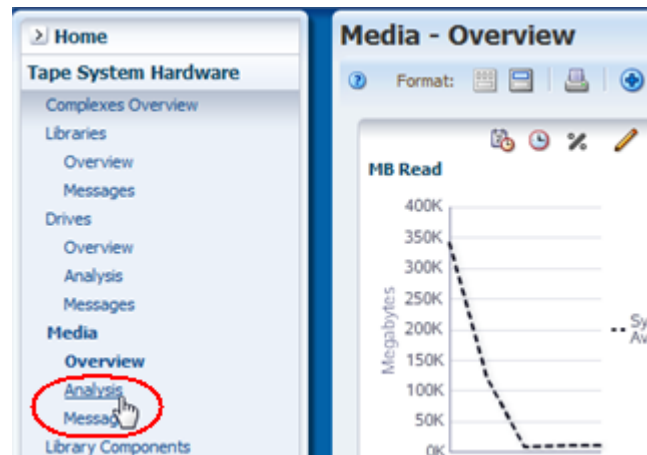 Home
Tape System Hardware
Complexes Overview
Libraries
Overview
Messages
Drives
Overview
Analysis
Messages
Media
Overview
Analysis
Library Components
Media - Overview
Format:
MB Read
400K
350K
300K
250K
200K
150K
100K
50K
0K
Megabytes